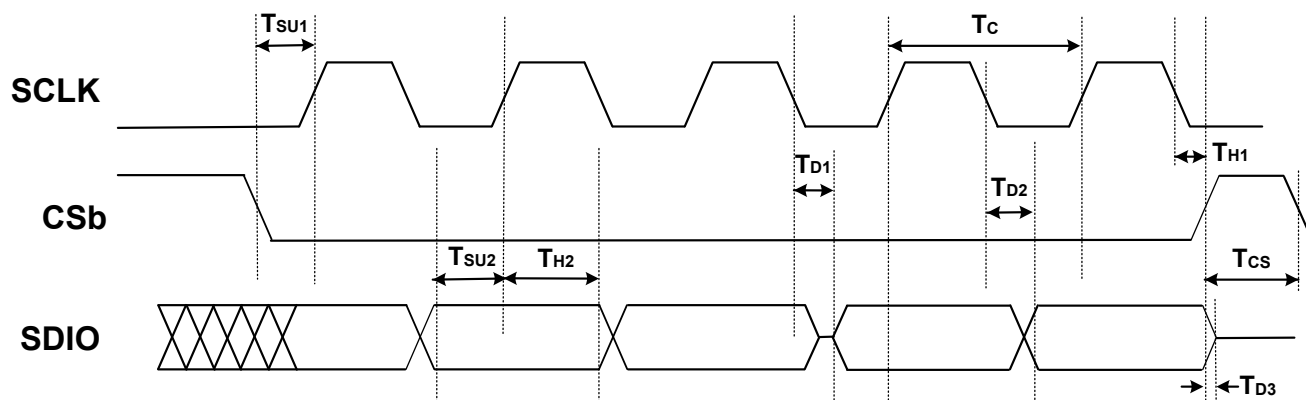 TSU1
TC
SCLK
TD1
TH1
TD2
CSb
TSU2
TH2
TCS
SDIO
TD3